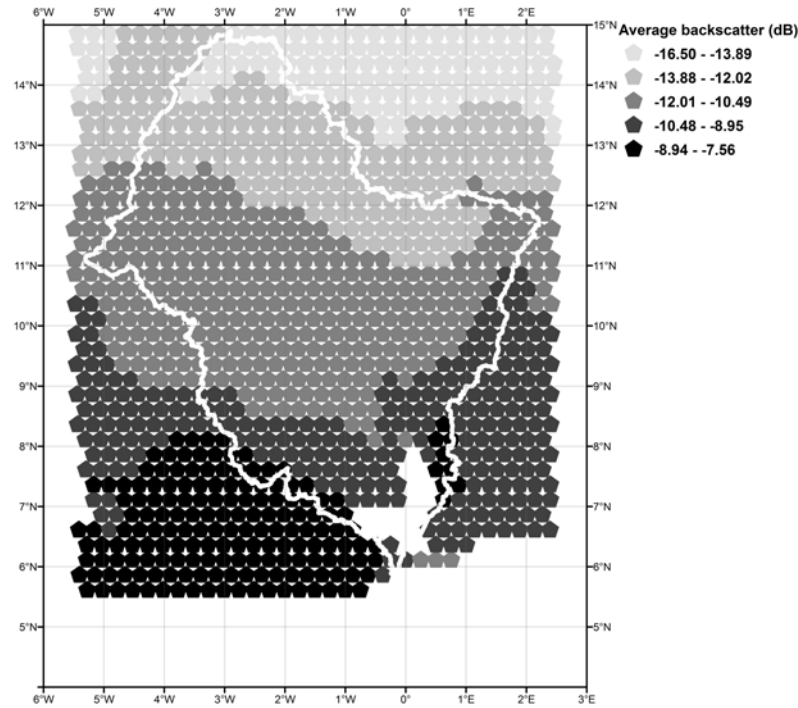 6°W 5°W 4°W 3°W 2°W 1°W 0° 1°E 2°E 15°N
Average backscatter (dB)
-16.50 - -13.89
-13.88 - -12.02
-12.01 - -10.49
-10.48 - -8.95
-8.94 - -7.56
14°N 14°N
13°N 13°N
12°N 12°N
11°N 11°N
10°N 10°N
9°N 9°N
8°N 8°N
7°N 7°N
6°N 6°N
5°N 5°N
6°W 5°W 4°W 3°W 2°W 1°W 0° 1°E 2°E 3°E